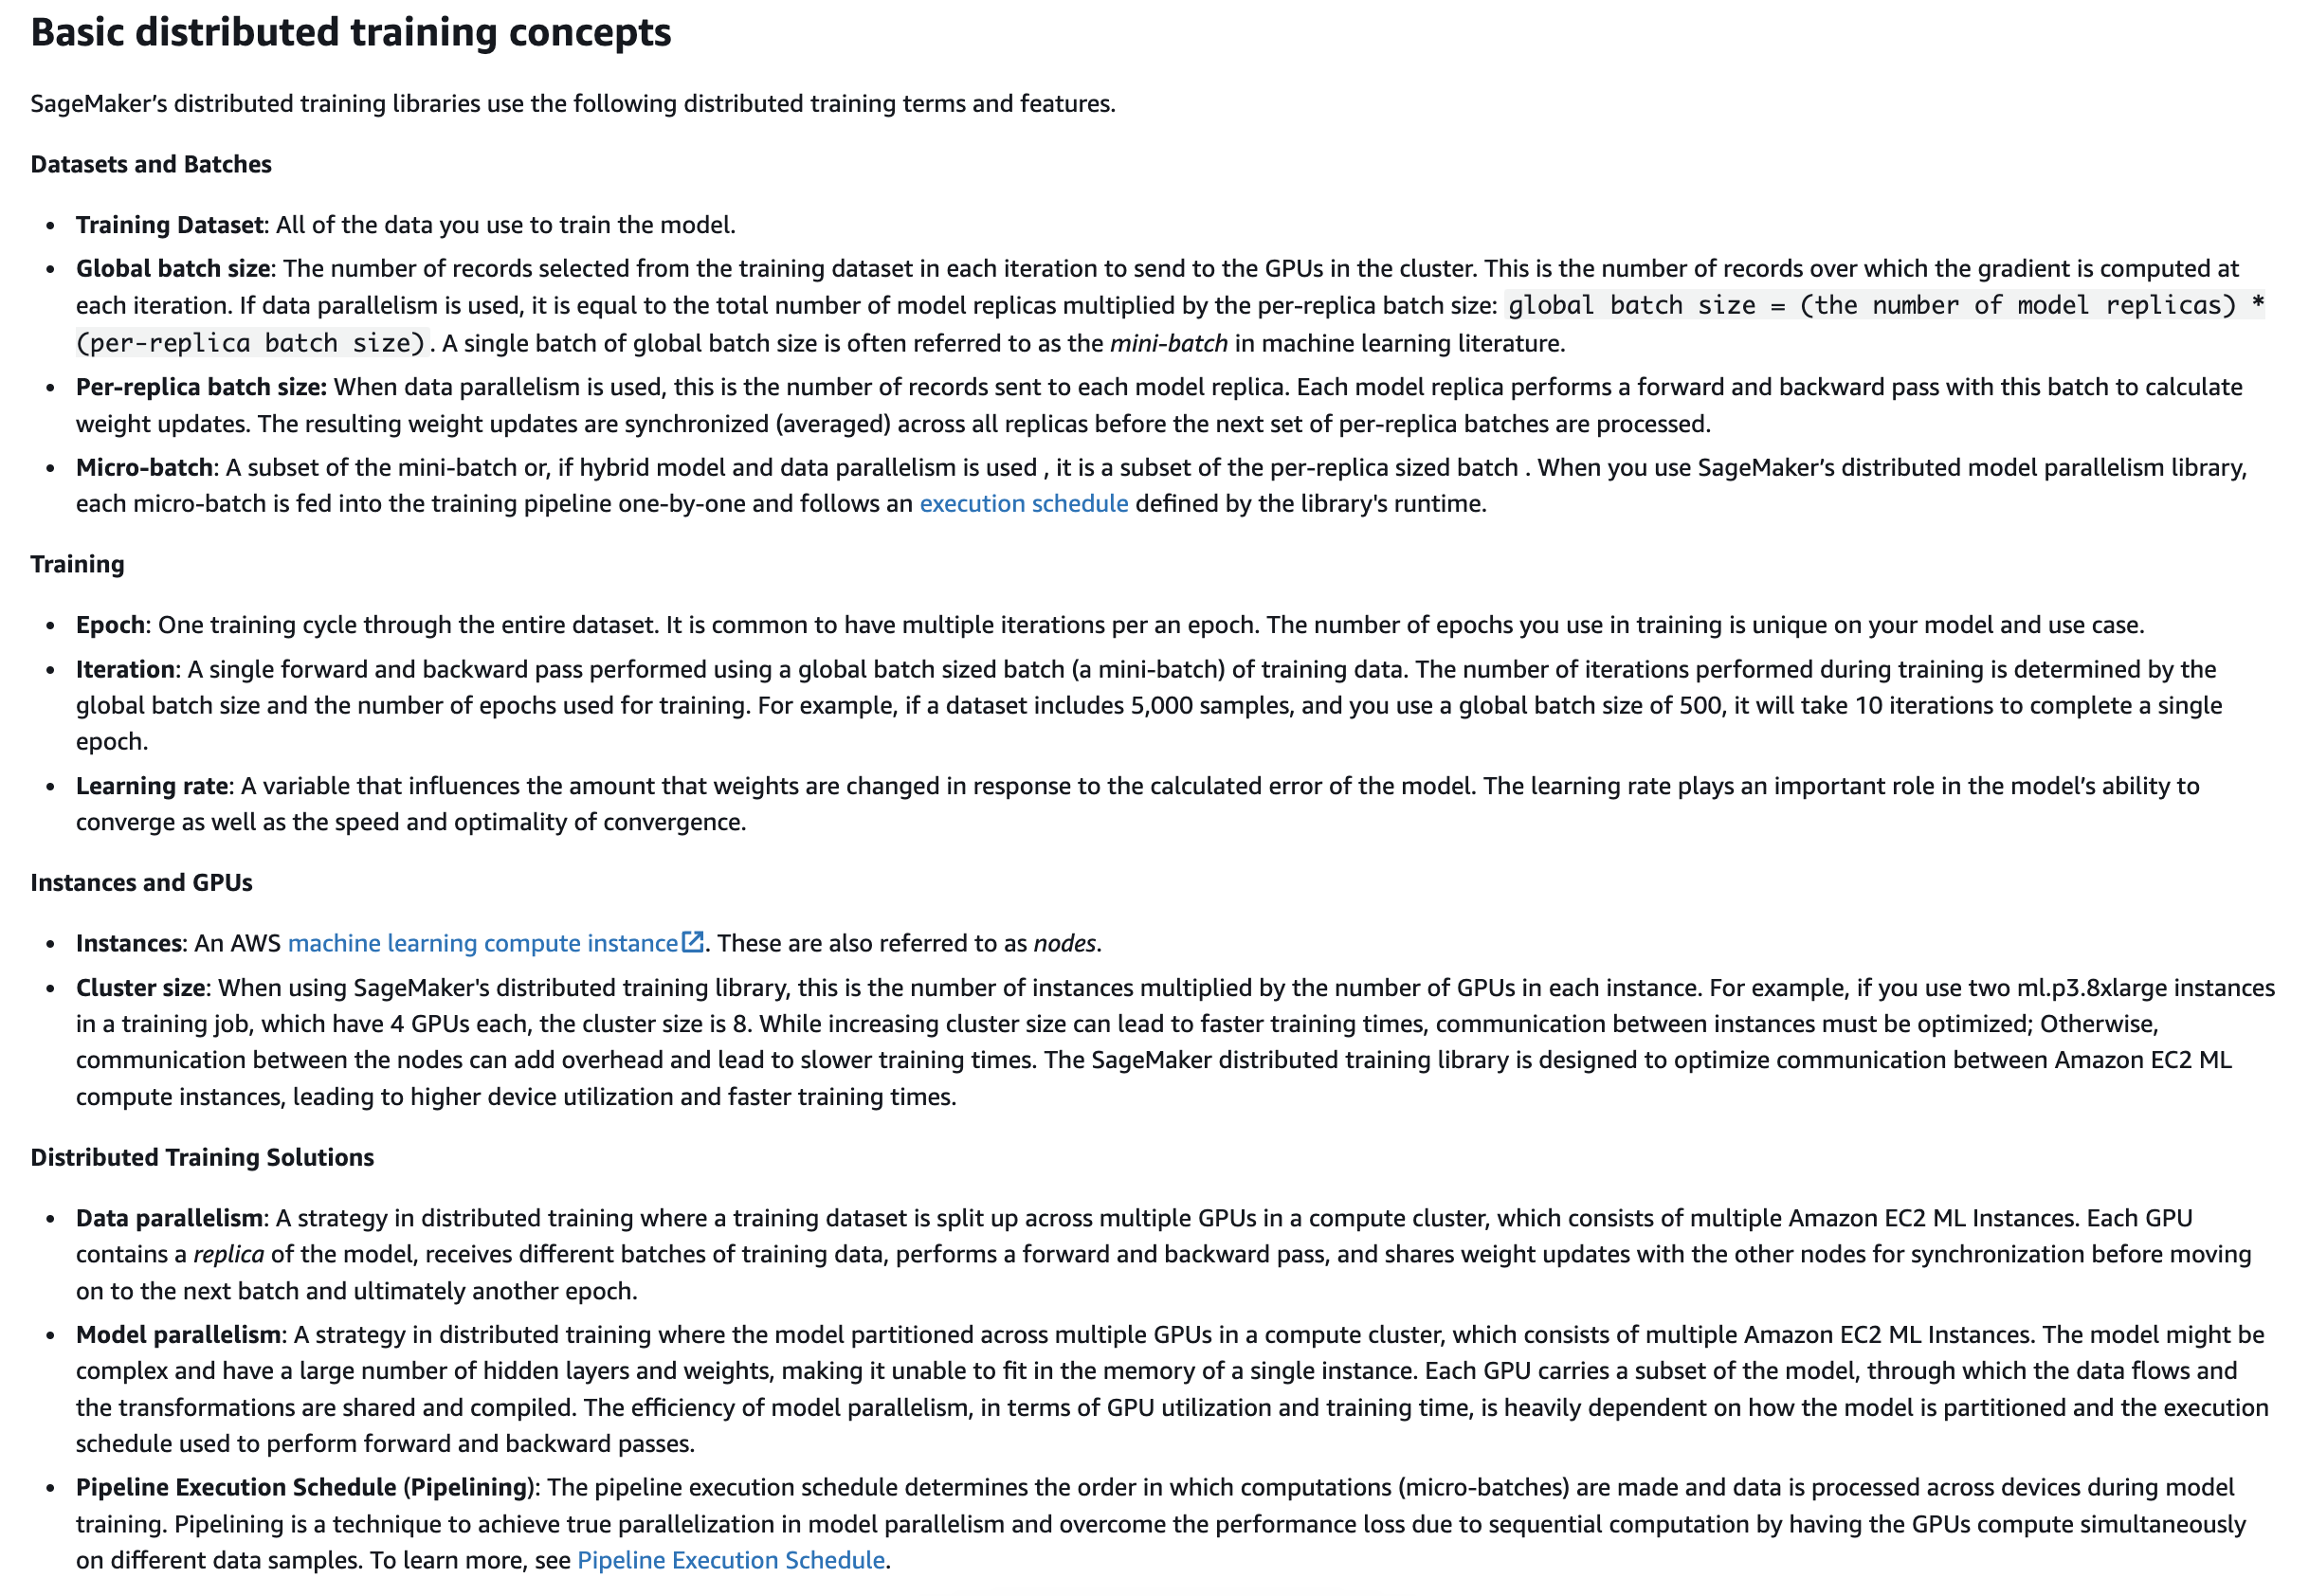 Basic distributed training concepts
SageMaker’s distributed training libraries use the following distributed training terms and features.
Datasets and Batches
• Training Dataset: All of the data you use to train the model.
• Global batch size: The number of records selected from the training dataset in each iteration to send to the GPUs in the cluster. This is the number of records over which the gradient is computed at
each iteration. If data parallelism is used, it is equal to the total number of model replicas multiplied by the per-replica batch size: global batch size = (the number of model replicas) *
(per-replica batch size). A single batch of global batch size is often referred to as the mini-batch in machine learning literature.
• Per-replica batch size: When data parallelism is used, this is the number of records sent to each model replica. Each model replica performs a forward and backward pass with this batch to calculate
weight updates. The resulting weight updates are synchronized (averaged) across all replicas before the next set of per-replica batches are processed.
• Micro-batch: A subset of the mini-batch or, if hybrid model and data parallelism is used , it is a subset of the per-replica sized batch . When you use SageMaker’s distributed model parallelism library,
each micro-batch is fed into the training pipeline one-by-one and follows an execution schedule defined by the library's runtime.
Training
• Epoch: One training cycle through the entire dataset. It is common to have multiple iterations per an epoch. The number of epochs you use in training is unique on your model and use case.
• Iteration: A single forward and backward pass performed using a global batch sized batch (a mini-batch) of training data. The number of iterations performed during training is determined by the
global batch size and the number of epochs used for training. For example, if a dataset includes 5,000 samples, and you use a global batch size of 500, it will take 10 iterations to complete a single
epoch.
• Learning rate: A variable that influences the amount that weights are changed in response to the calculated error of the model. The learning rate plays an important role in the model’s ability to
converge as well as the speed and optimality of convergence.
Instances and GPUs
• Instances: An AWS machine learning compute instance. These are also referred to as nodes.
• Cluster size: When using SageMaker's distributed training library, this is the number of instances multiplied by the number of GPUs in each instance. For example, if you use two ml.p3.8xlarge instances
in a training job, which have 4 GPUs each, the cluster size is 8. While increasing cluster size can lead to faster training times, communication between instances must be optimized; Otherwise,
communication between the nodes can add overhead and lead to slower training times. The SageMaker distributed training library is designed to optimize communication between Amazon EC2 ML
compute instances, leading to higher device utilization and faster training times.
Distributed Training Solutions
• Data parallelism: A strategy in distributed training where a training dataset is split up across multiple GPUs in a compute cluster, which consists of multiple Amazon EC2 ML Instances. Each GPU
contains a replica of the model, receives different batches of training data, performs a forward and backward pass, and shares weight updates with the other nodes for synchronization before moving
on to the next batch and ultimately another epoch.
• Model parallelism: A strategy in distributed training where the model partitioned across multiple GPUs in a compute cluster, which consists of multiple Amazon EC2 ML Instances. The model might be
complex and have a large number of hidden layers and weights, making it unable to fit in the memory of a single instance. Each GPU carries a subset of the model, through which the data flows and
the transformations are shared and compiled. The efficiency of model parallelism, in terms of GPU utilization and training time, is heavily dependent on how the model is partitioned and the execution
schedule used to perform forward and backward passes.
• Pipeline Execution Schedule (Pipelining): The pipeline execution schedule determines the order in which computations (micro-batches) are made and data is processed across devices during model
training. Pipelining is a technique to achieve true parallelization in model parallelism and overcome the performance loss due to sequential computation by having the GPUs compute simultaneously
on different data samples. To learn more, see Pipeline Execution Schedule.